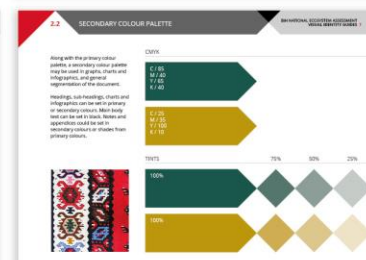 2.2 SECONDARY COLOUR PALETTE
BIH NATIONAL ECOSYSTEM ASSESSMENT
VISUAL IDENTITY GUIDES 7
Along with the primary colour
palette, a secondary colour palette
may be used in graphs, charts and
infographics, and general
segmentation of the document.
Headings, sub-headings, charts and
infographics can be set in primary
or secondary colours. Main body
text can be set in black. Notes and
appendices could be set in
secondary colours or shades from
primary colours.
CMYK
C / 85
M / 40
Y / 65
K / 40
C / 25
M / 35
Y / 100
K / 10
TINTS 75% 50% 25%
100%
100%